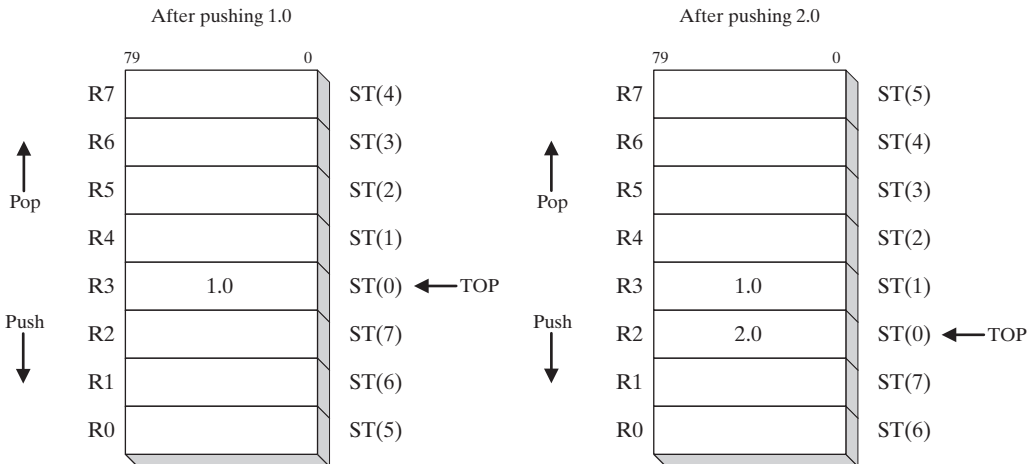 After pushing 1.0
79 0
R7 ST(4)
R6 ST(3)
R5 ST(2)
R4 ST(1)
R3 1.0 ST(0) TOP
R2 ST(7)
R1 ST(6)
R0 ST(5)
Pop
Push
After pushing 2.0
79 0
R7 ST(5)
R6 ST(4)
R5 ST(3)
R4 ST(2)
R3 1.0 ST(1)
R2 2.0 ST(0) TOP
R1 ST(7)
R0 ST(6)
Pop
Push